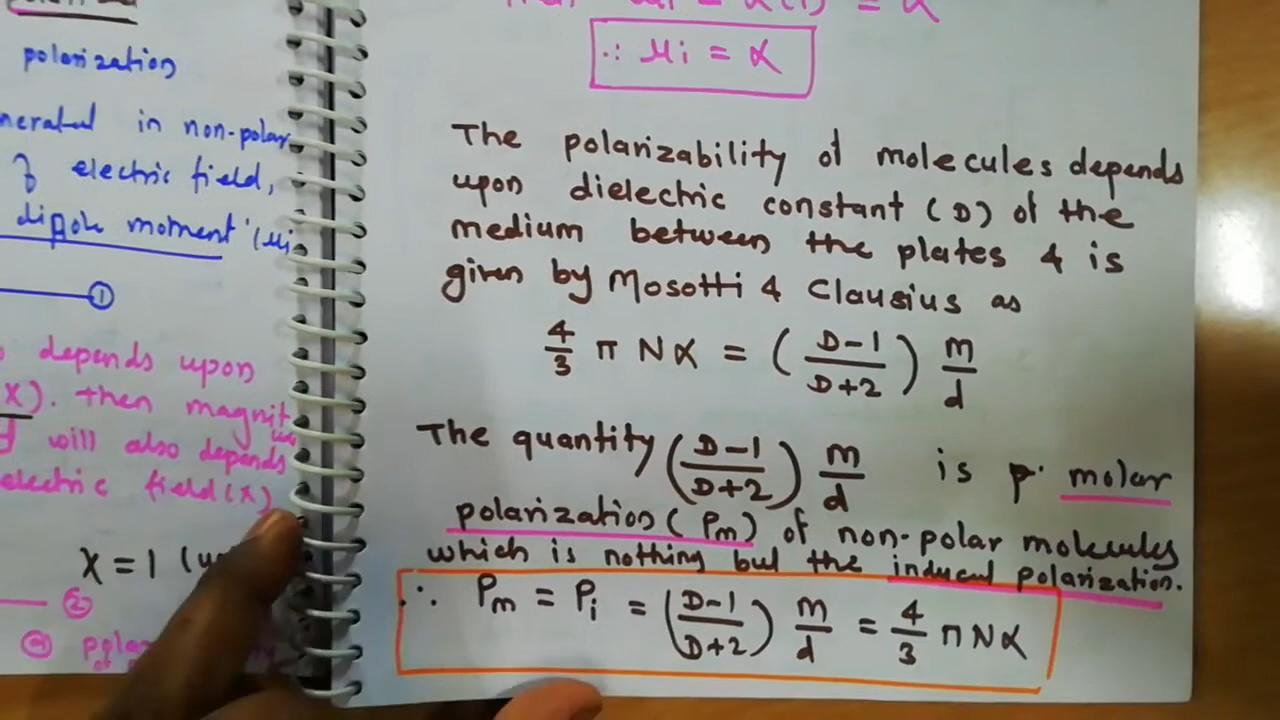 polarization
nerated in non-polar
of electric field,
dipole moment (μi
①
depends upon
X). then magnit
will also depends
electric field (X)
X = 1 (u
②
∴ μi = α
The polarizability of molecules depends
upon dielectric constant (D) of the
medium between the plates & is
given by Mosotti & Clausius as
4/3 π N α = (D-1/D+2) m/d
The quantity (D-1/D+2) m/d is p. molar
polarization (Pm) of non-polar molecules
which is nothing but the induced polarization.
∴ Pm = Pi = (D-1/D+2) m/d = 4/3 π N α